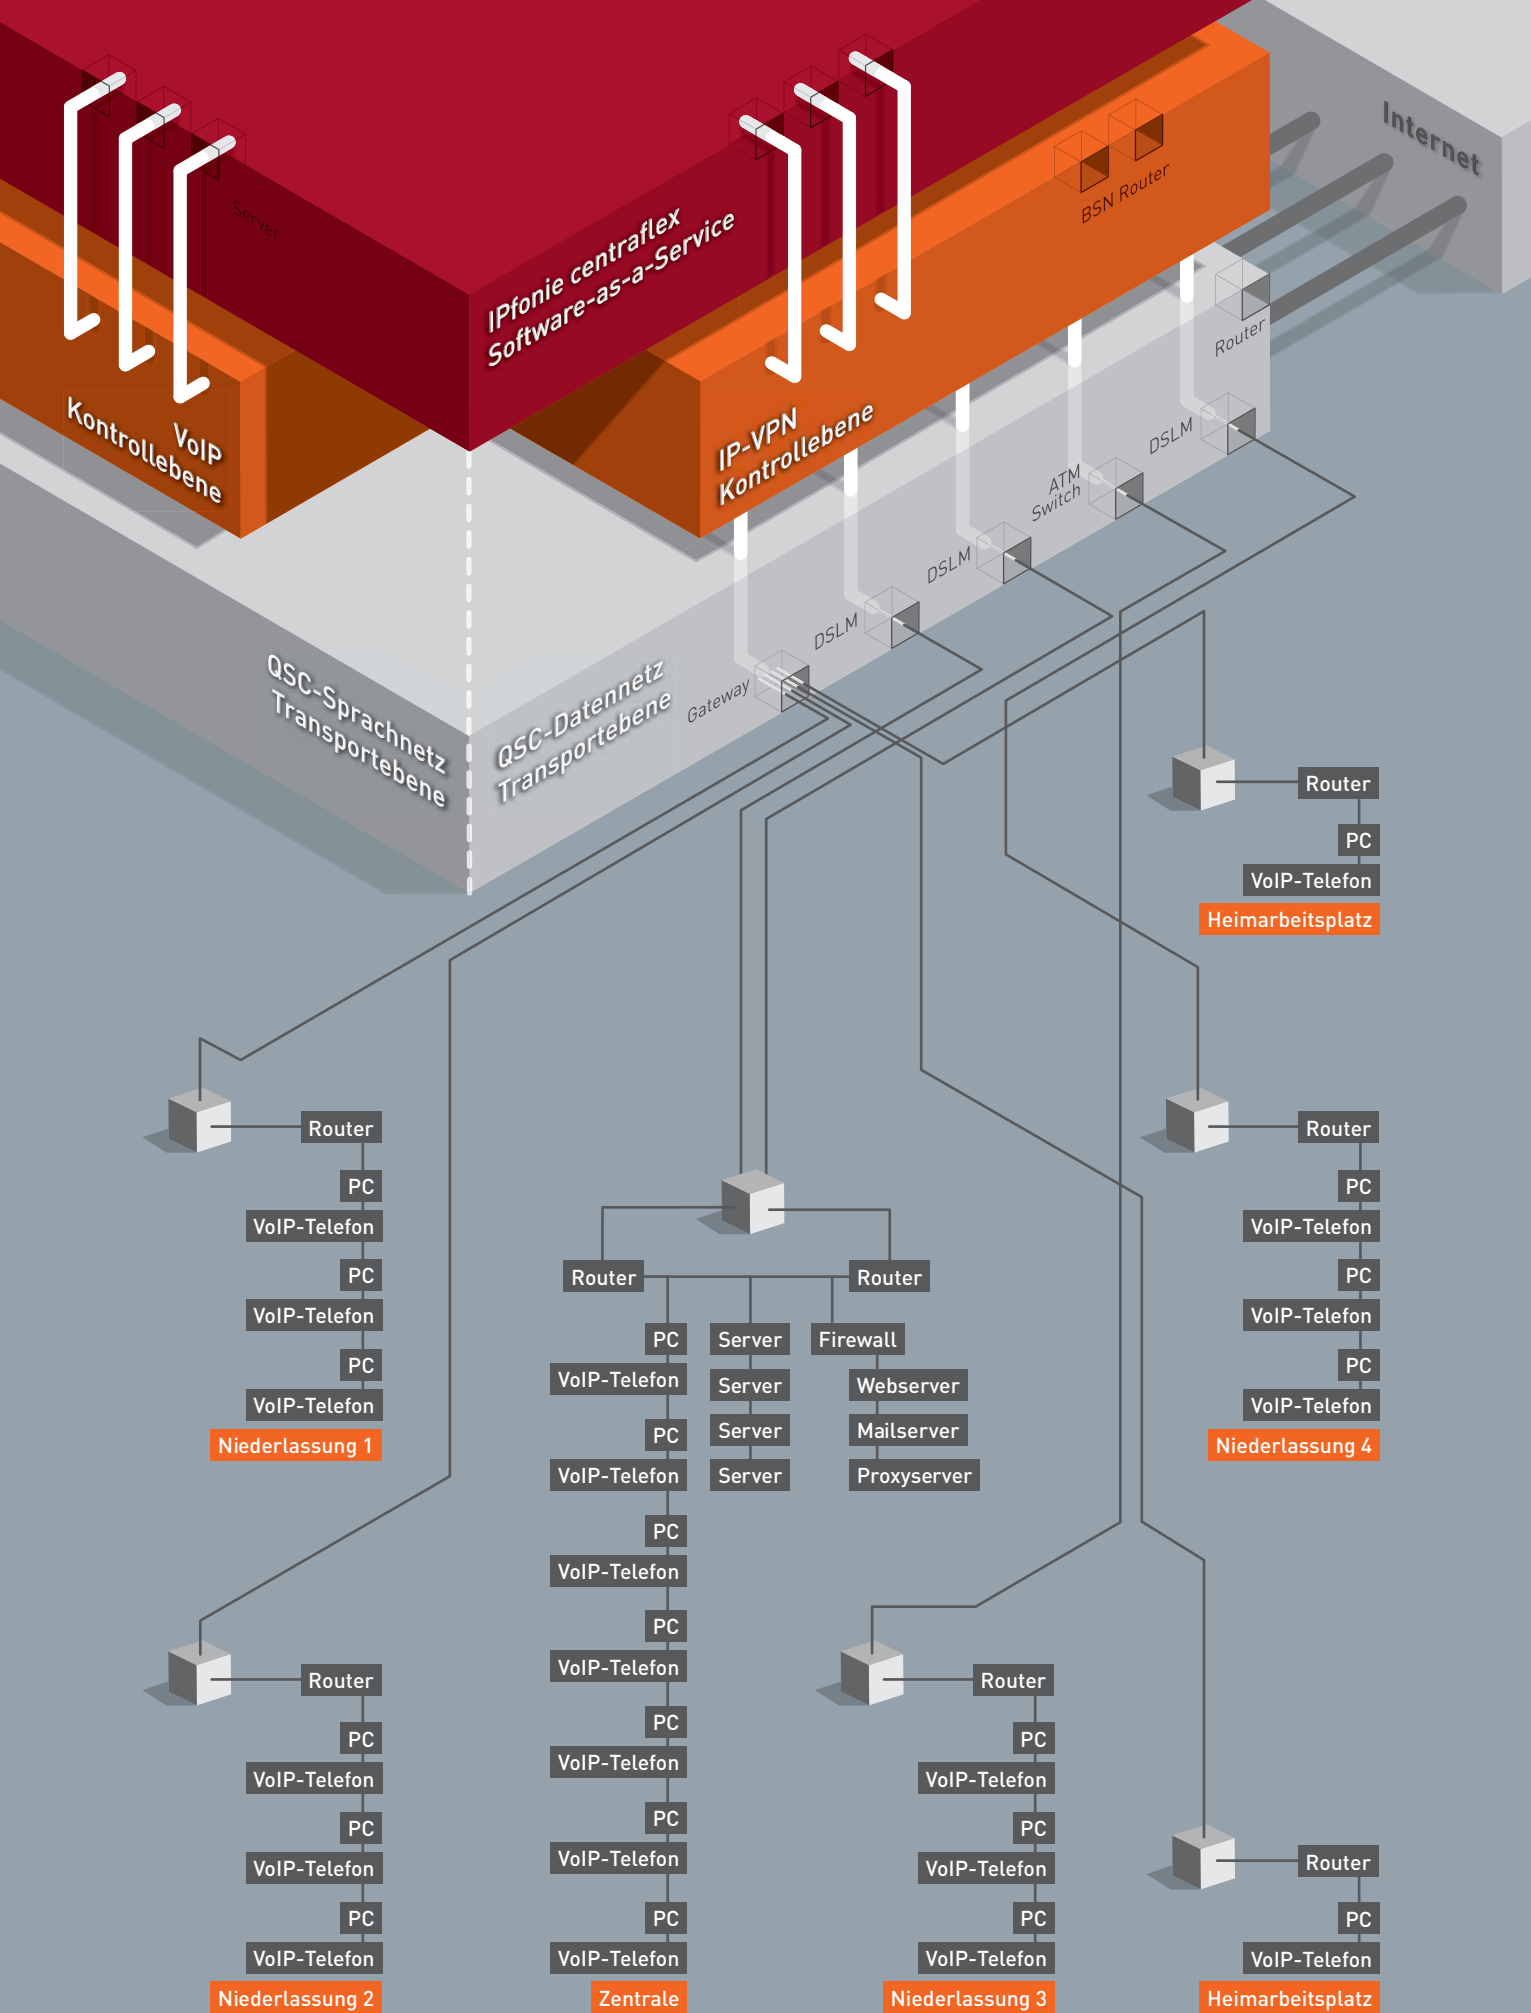 Internet
Server
BSN Router
IPfonie centraflex
Software-as-a-Service
Router
VoIP
Kontrollebene
IP-VPN
Kontrollebene
DSLM
ATM
Switch
DSLM
DSLM
Gateway
QSC-Sprachnetz
Transportebene
QSC-Datennetz
Transportebene
Router
PC
VoIP-Telefon
Heimarbeitsplatz
Router
PC
VoIP-Telefon
PC
VoIP-Telefon
PC
VoIP-Telefon
Niederlassung 1
Router
PC
VoIP-Telefon
PC
VoIP-Telefon
PC
VoIP-Telefon
Niederlassung 4
Router
Router
PC
VoIP-Telefon
PC
VoIP-Telefon
PC
VoIP-Telefon
PC
VoIP-Telefon
PC
VoIP-Telefon
PC
VoIP-Telefon
PC
VoIP-Telefon
Zentrale
Server
Server
Server
Server
Firewall
Webserver
Mailserver
Proxyserver
Router
PC
VoIP-Telefon
PC
VoIP-Telefon
PC
VoIP-Telefon
Niederlassung 2
Router
PC
VoIP-Telefon
PC
VoIP-Telefon
PC
VoIP-Telefon
Niederlassung 3
Router
PC
VoIP-Telefon
Heimarbeitsplatz